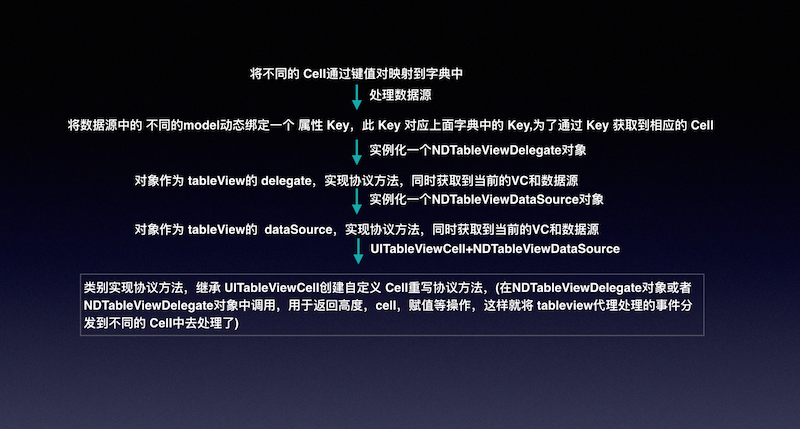 将不同的 Cell通过键值对映射到字典中
处理数据源
将数据源中的 不同的model动态绑定一个 属性 Key，此 Key 对应上面字典中的 Key,为了通过 Key 获取到相应的 Cell
实例化一个NDTableViewDelegate对象
对象作为 tableView的 delegate，实现协议方法，同时获取到当前的VC和数据源
实例化一个NDTableViewDataSource对象
对象作为 tableView的 dataSource，实现协议方法，同时获取到当前的VC和数据源
UITableViewCell+NDTableViewDataSource
类别实现协议方法，继承 UITableViewCell创建自定义 Cell重写协议方法，(在NDTableViewDelegate对象或者
NDTableViewDelegate对象中调用，用于返回高度，cell，赋值等操作，这样就将 tableview代理处理的事件分
发到不同的 Cell中去处理了)